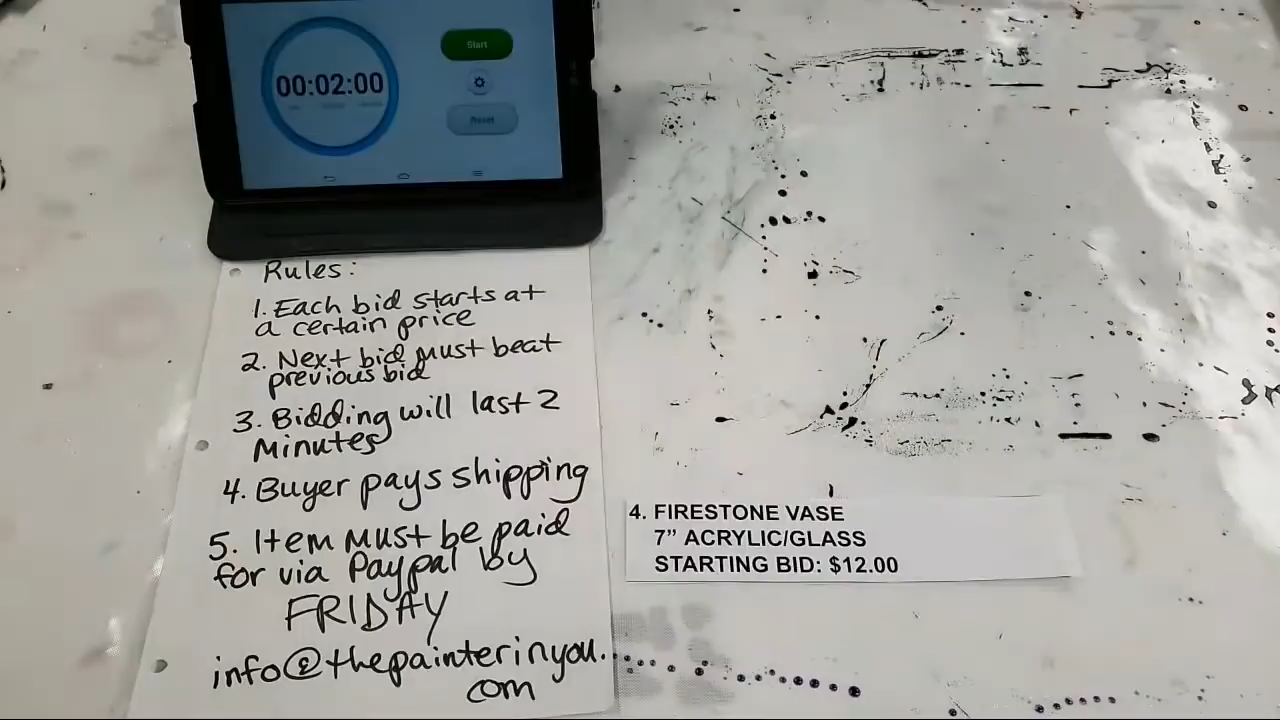 00:02:00
Start
Reset
Rules:
1. Each bid starts at
a certain price
2. Next bid must beat
previous bid
3. Bidding will last 2
Minutes
4. Buyer pays shipping
5. Item must be paid
for via Paypal by
FRIDAY
info@thepainterinyou.
com
4. FIRESTONE VASE
7” ACRYLIC/GLASS
STARTING BID: $12.00